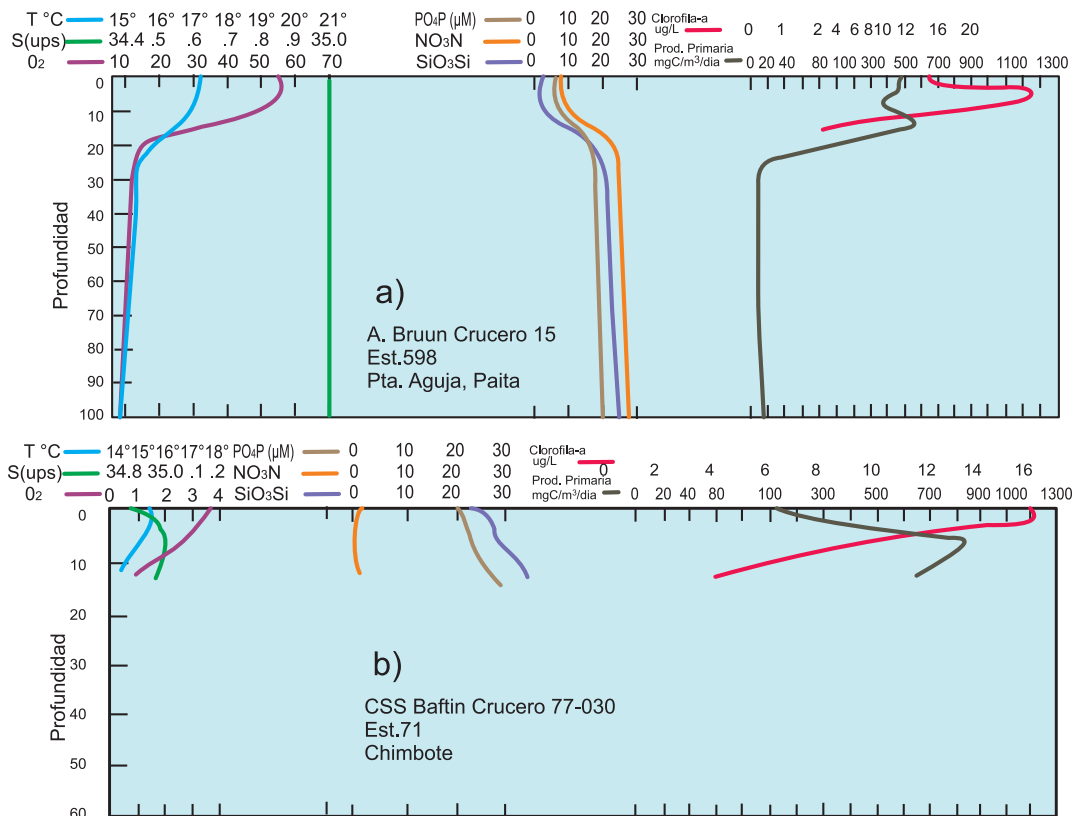 T °C 15° 16° 17° 18° 19° 20° 21°
S(ups) 34.4 .5 .6 .7 .8 .9 35.0
O₂ 10 20 30 40 50 60 70
PO₄P (µM) 0 10 20 30
NO₃N 0 10 20 30
SiO₃Si 0 10 20 30
Clorofila-a
ug/L 0 1 2 4 6 8 10 12 16 20
Prod. Primaria
mgC/m³/dia 0 20 40 80 100 300 500 700 900 1100 1300
Profundidad
0
10
20
30
40
50
60
70
80
90
100
a)
A. Bruun Crucero 15
Est.598
Pta. Aguja, Paita
T °C 14° 15° 16° 17° 18°
S(ups) 34.8 35.0 .1 .2
O₂ 0 1 2 3 4
PO₄P (µM) 0 10 20 30
NO₃N 0 10 20 30
SiO₃Si 0 10 20 30
Clorofila-a
ug/L 0 2 4 6 8 10 12 14 16
Prod. Primaria
mgC/m³/dia 0 20 40 80 100 300 500 700 900 1000 1300
Profundidad
0
10
20
30
40
50
60
b)
CSS Baftin Crucero 77-030
Est.71
Chimbote